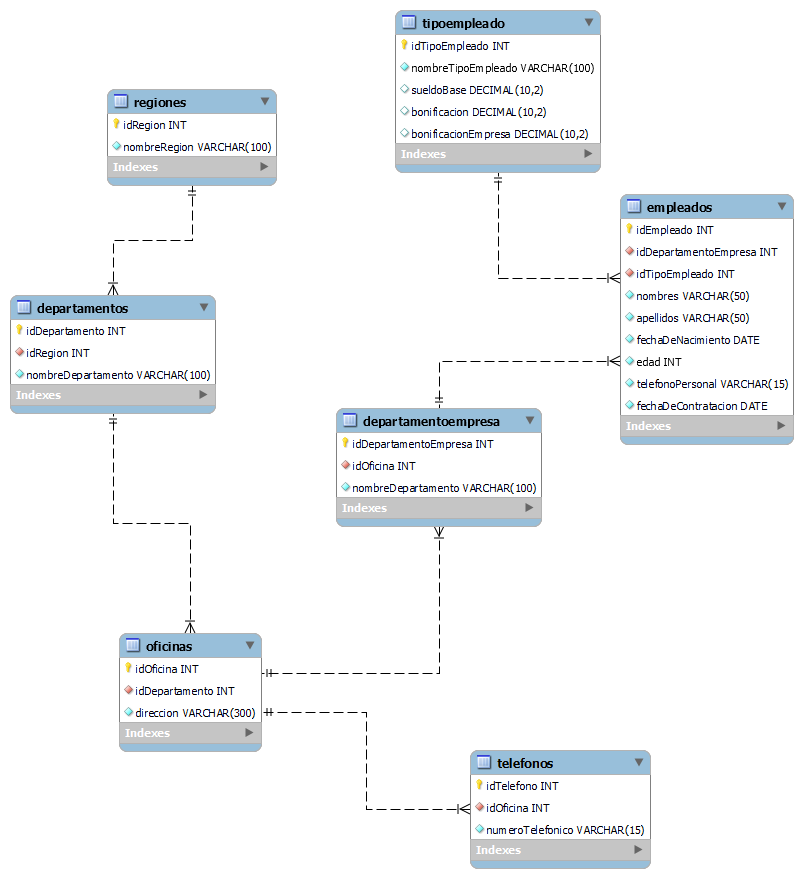 tipoempleado
idTipoEmpleado INT
nombreTipoEmpleado VARCHAR(100)
sueldoBase DECIMAL(10,2)
bonificacion DECIMAL(10,2)
bonificacionEmpresa DECIMAL(10,2)
Indexes
regiones
idRegion INT
nombreRegion VARCHAR(100)
Indexes
empleados
idEmpleado INT
idDepartamentoEmpresa INT
idTipoEmpleado INT
nombres VARCHAR(50)
apellidos VARCHAR(50)
fechaDeNacimiento DATE
edad INT
telefonoPersonal VARCHAR(15)
fechaDeContratacion DATE
Indexes
departamentos
idDepartamento INT
idRegion INT
nombreDepartamento VARCHAR(100)
Indexes
departamentoempresa
idDepartamentoEmpresa INT
idOficina INT
nombreDepartamento VARCHAR(100)
Indexes
oficinas
idOficina INT
idDepartamento INT
direccion VARCHAR(300)
Indexes
telefonos
idTelefono INT
idOficina INT
numeroTelefonico VARCHAR(15)
Indexes